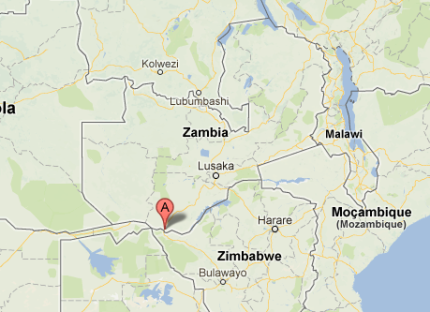 Kolwezi
Lubumbashi
ola
Zambia
Malawi
Lusaka
A
Moçambique
(Mozambique)
Harare
Zimbabwe
Bulawayo